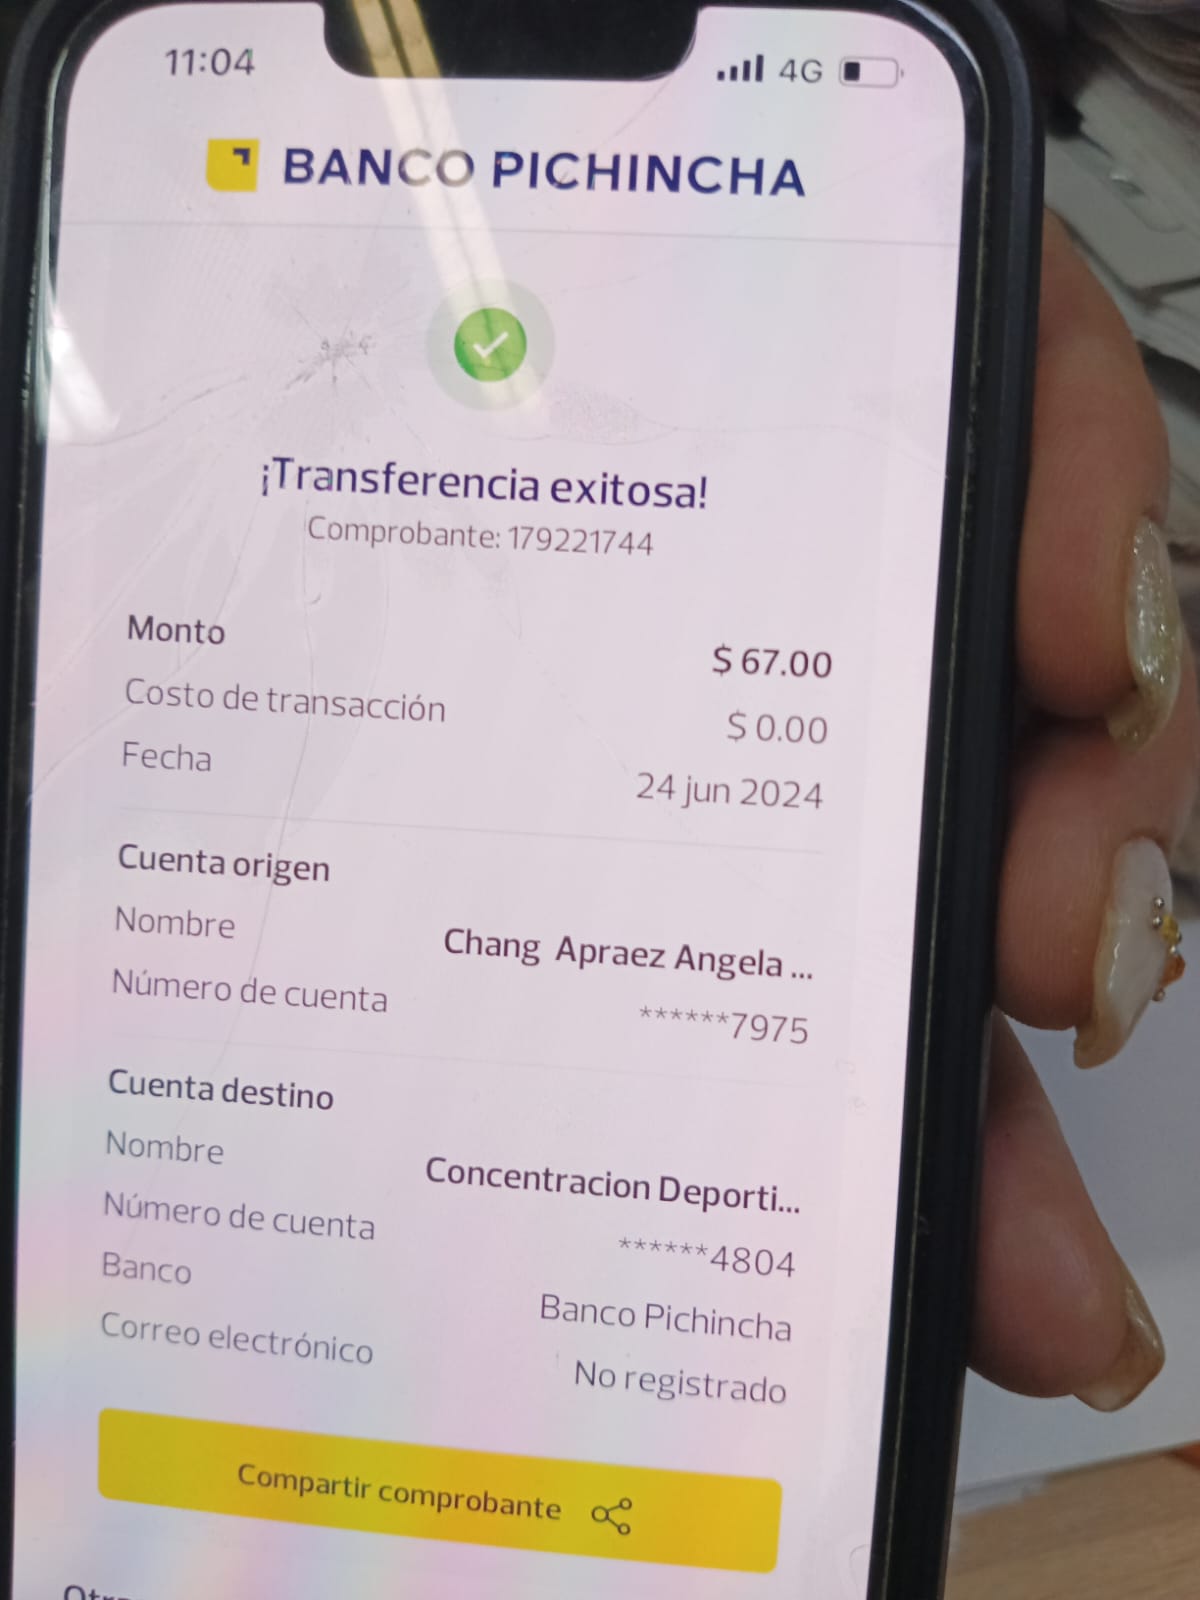 11:04 4G
BANCO PICHINCHA
¡Transferencia exitosa!
Comprobante: 179221744
Monto $ 67.00
Costo de transacción $ 0.00
Fecha 24 jun 2024
Cuenta origen
Nombre Chang Apraez Angela ...
Número de cuenta ******7975
Cuenta destino
Nombre Concentracion Deporti...
Número de cuenta ******4804
Banco Banco Pichincha
Correo electrónico No registrado
Compartir comprobante